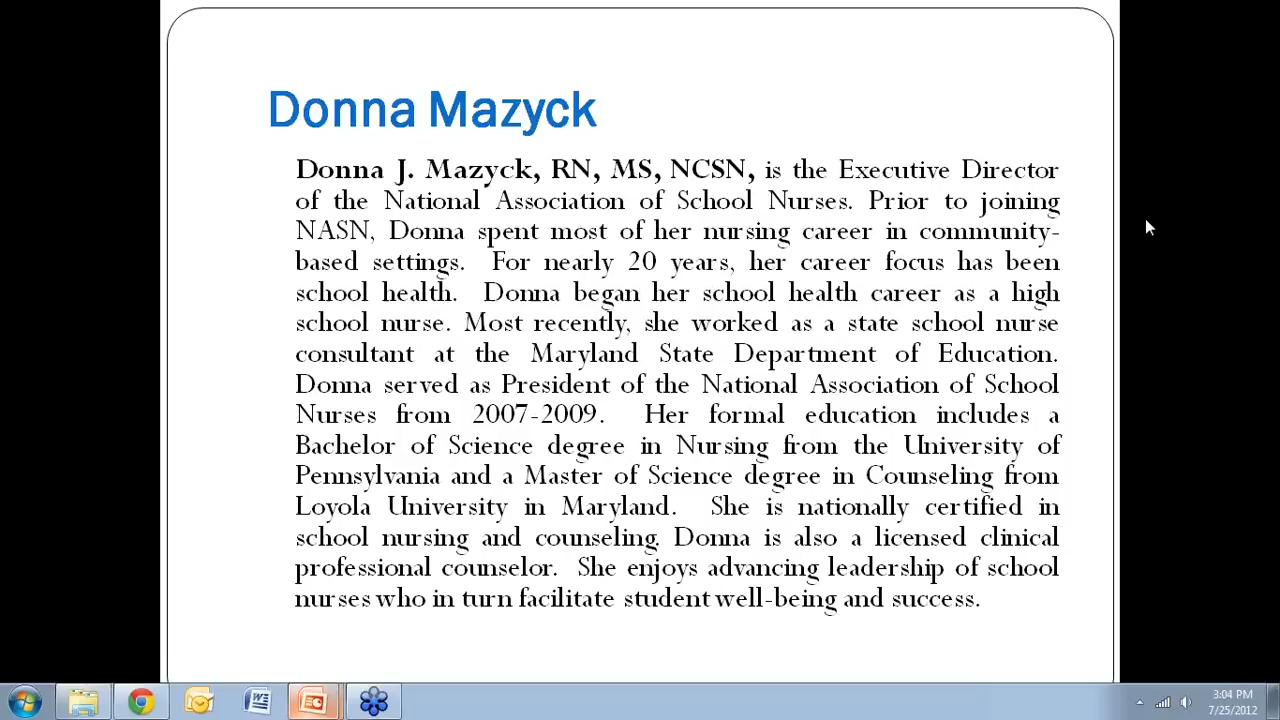 Donna Mazyck
Donna J. Mazyck, RN, MS, NCSN, is the Executive Director
of the National Association of School Nurses. Prior to joining
NASN, Donna spent most of her nursing career in community-
based settings. For nearly 20 years, her career focus has been
school health. Donna began her school health career as a high
school nurse. Most recently, she worked as a state school nurse
consultant at the Maryland State Department of Education.
Donna served as President of the National Association of School
Nurses from 2007-2009. Her formal education includes a
Bachelor of Science degree in Nursing from the University of
Pennsylvania and a Master of Science degree in Counseling from
Loyola University in Maryland. She is nationally certified in
school nursing and counseling. Donna is also a licensed clinical
professional counselor. She enjoys advancing leadership of school
nurses who in turn facilitate student well-being and success.
3:04 PM
7/25/2012